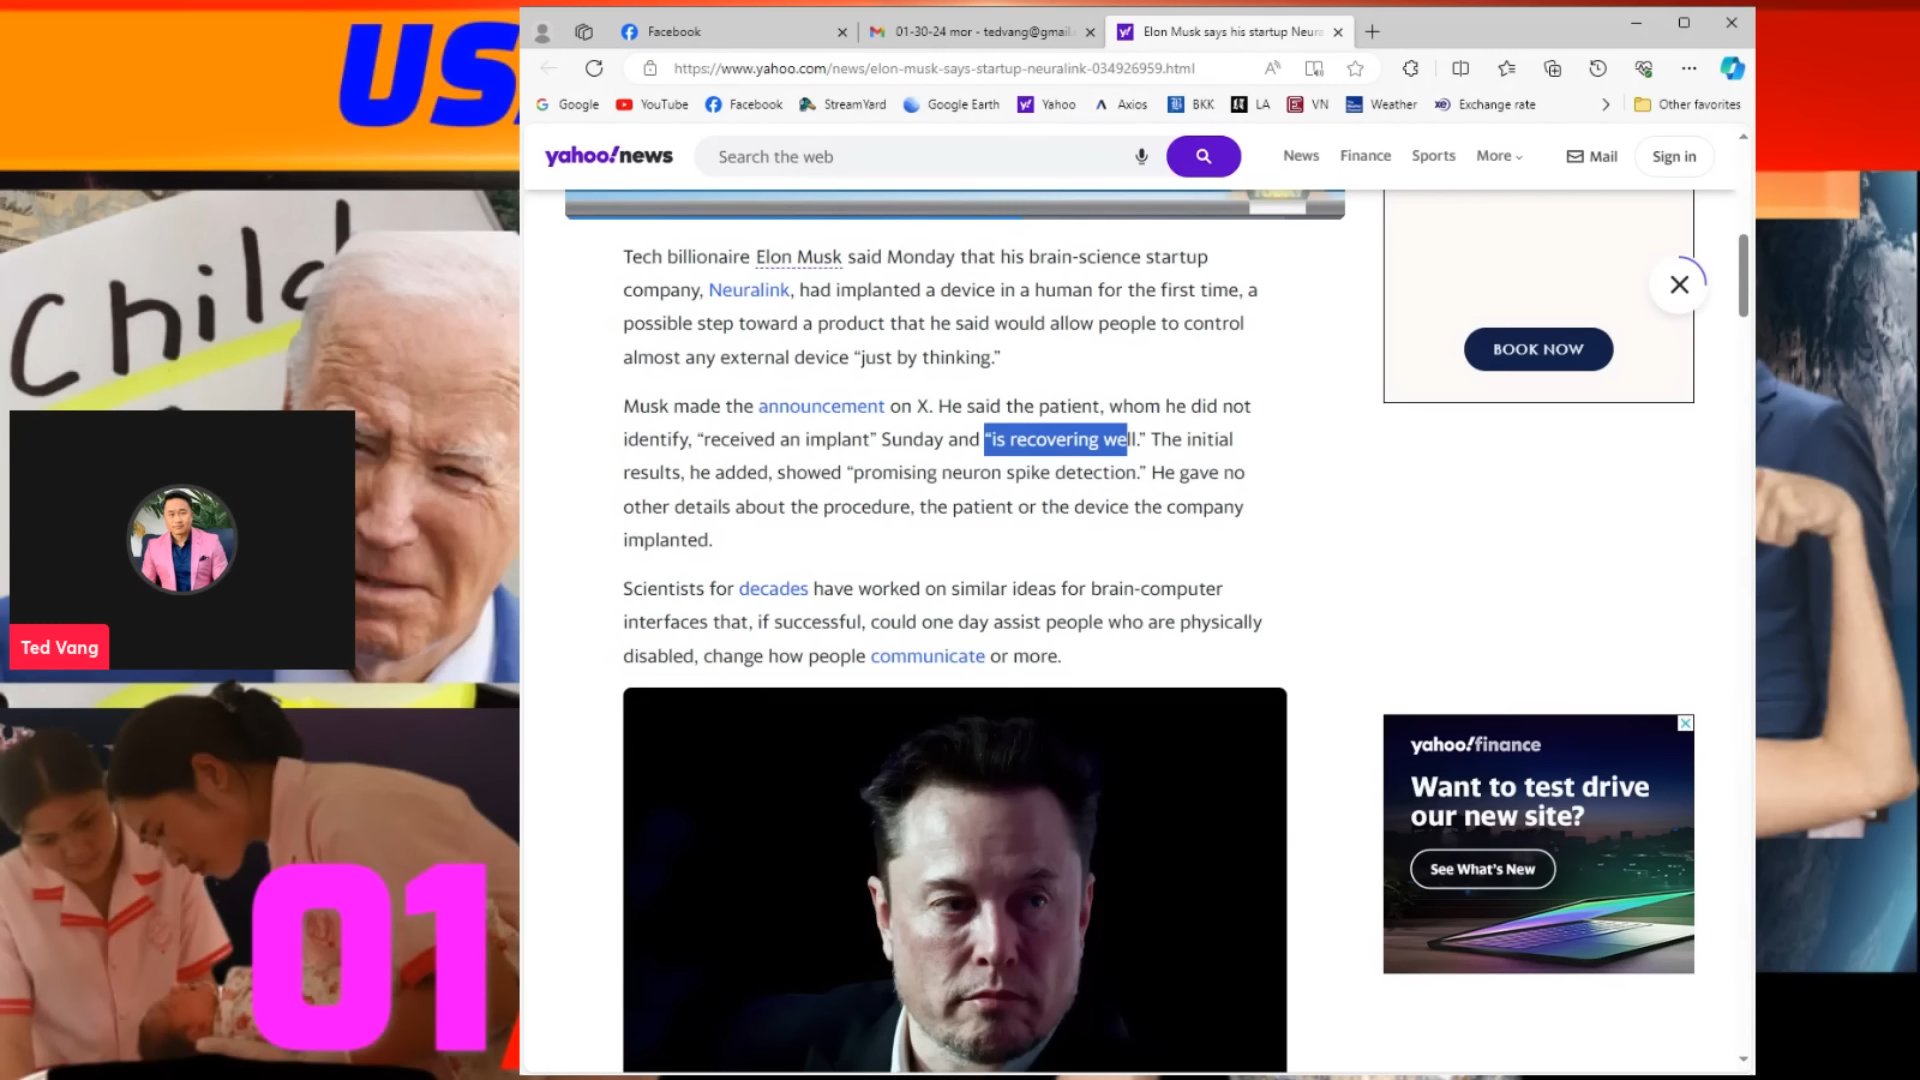 US
Child
Ted Vang
01
Facebook
01-30-24 mor - tedvang@gmail.
Elon Musk says his startup Neura
https://www.yahoo.com/news/elon-musk-says-startup-neuralink-034926959.html
Google
YouTube
Facebook
StreamYard
Google Earth
Yahoo
Axios
BKK
LA
VN
Weather
Exchange rate
Other favorites
yahoo!news
Search the web
News
Finance
Sports
More
Mail
Sign in
Tech billionaire Elon Musk said Monday that his brain-science startup
company, Neuralink, had implanted a device in a human for the first time, a
possible step toward a product that he said would allow people to control
almost any external device “just by thinking.”
Musk made the announcement on X. He said the patient, whom he did not
identify, “received an implant” Sunday and “is recovering well.” The initial
results, he added, showed “promising neuron spike detection.” He gave no
other details about the procedure, the patient or the device the company
implanted.
Scientists for decades have worked on similar ideas for brain-computer
interfaces that, if successful, could one day assist people who are physically
disabled, change how people communicate or more.
BOOK NOW
yahoo!finance
Want to test drive
our new site?
See What's New